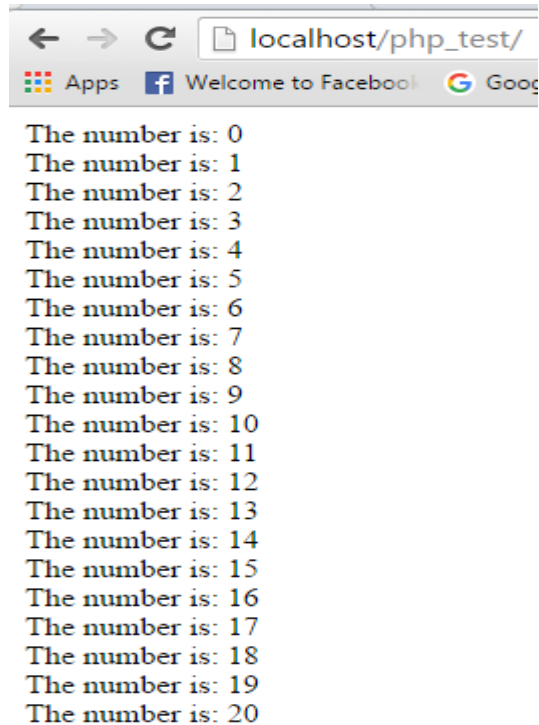 localhost/php_test/
Apps Welcome to Facebook Goog
The number is: 0
The number is: 1
The number is: 2
The number is: 3
The number is: 4
The number is: 5
The number is: 6
The number is: 7
The number is: 8
The number is: 9
The number is: 10
The number is: 11
The number is: 12
The number is: 13
The number is: 14
The number is: 15
The number is: 16
The number is: 17
The number is: 18
The number is: 19
The number is: 20